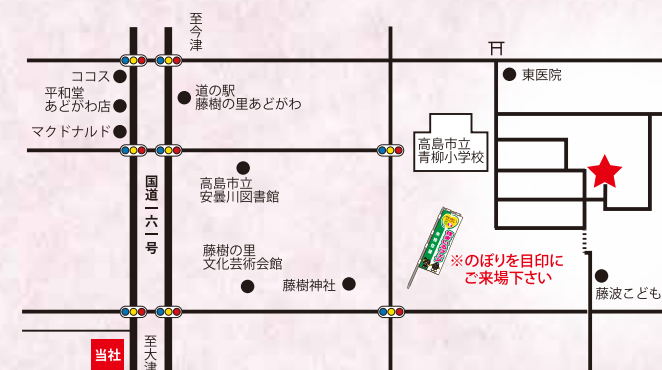 至今津
ココス
平和堂
あどがわ店
マクドナルド
道の駅
藤樹の里あどがわ
東医院
高島市立
青柳小学校
高島市立
安曇川図書館
国道一六一号
藤樹の里
文化芸術会館
藤樹神社
※のぼりを目印に
ご来場下さい
藤波こども
当社
至大津